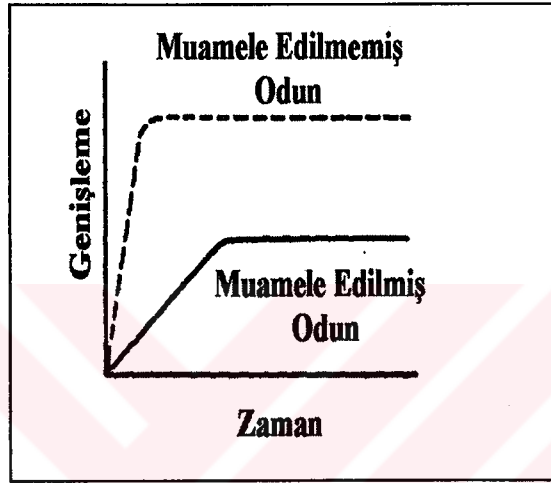 Muamele Edilmemiş
Odun
Genişleme
Muamele Edilmiş
Odun
Zaman